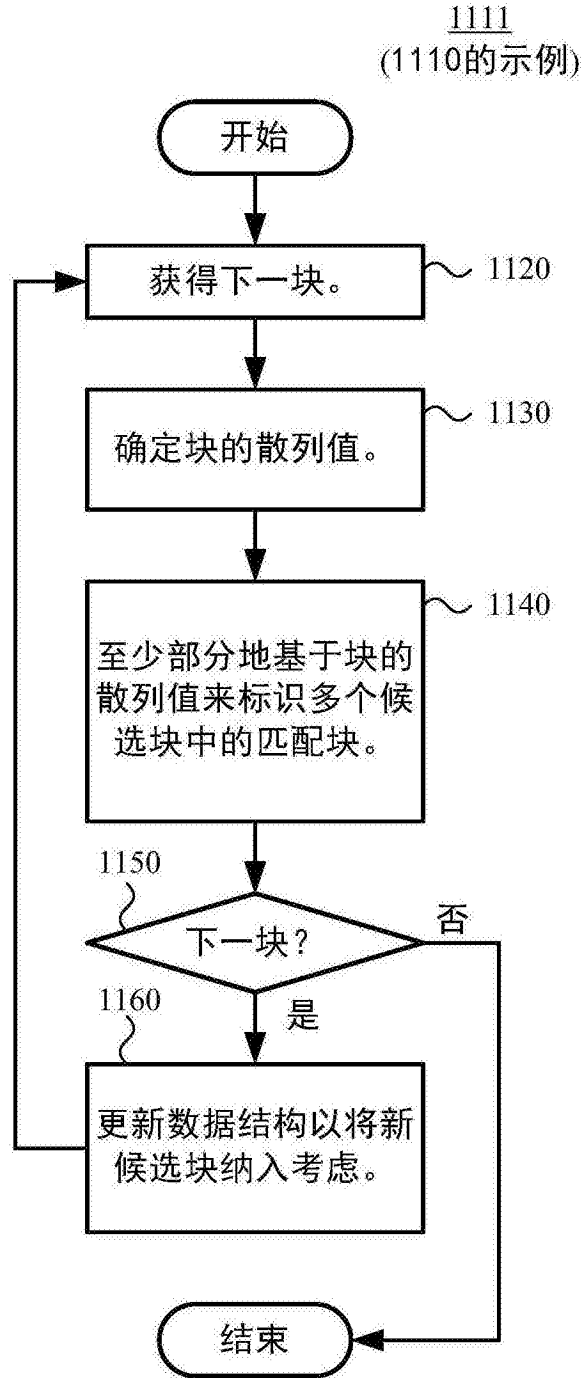 1111
(1110的示例)
开始
获得下一块。
1120
确定块的散列值。
1130
至少部分地基于块的
散列值来标识多个候
选块中的匹配块。
1140
1150
下一块?
否
是
1160
更新数据结构以将新
候选块纳入考虑。
结束